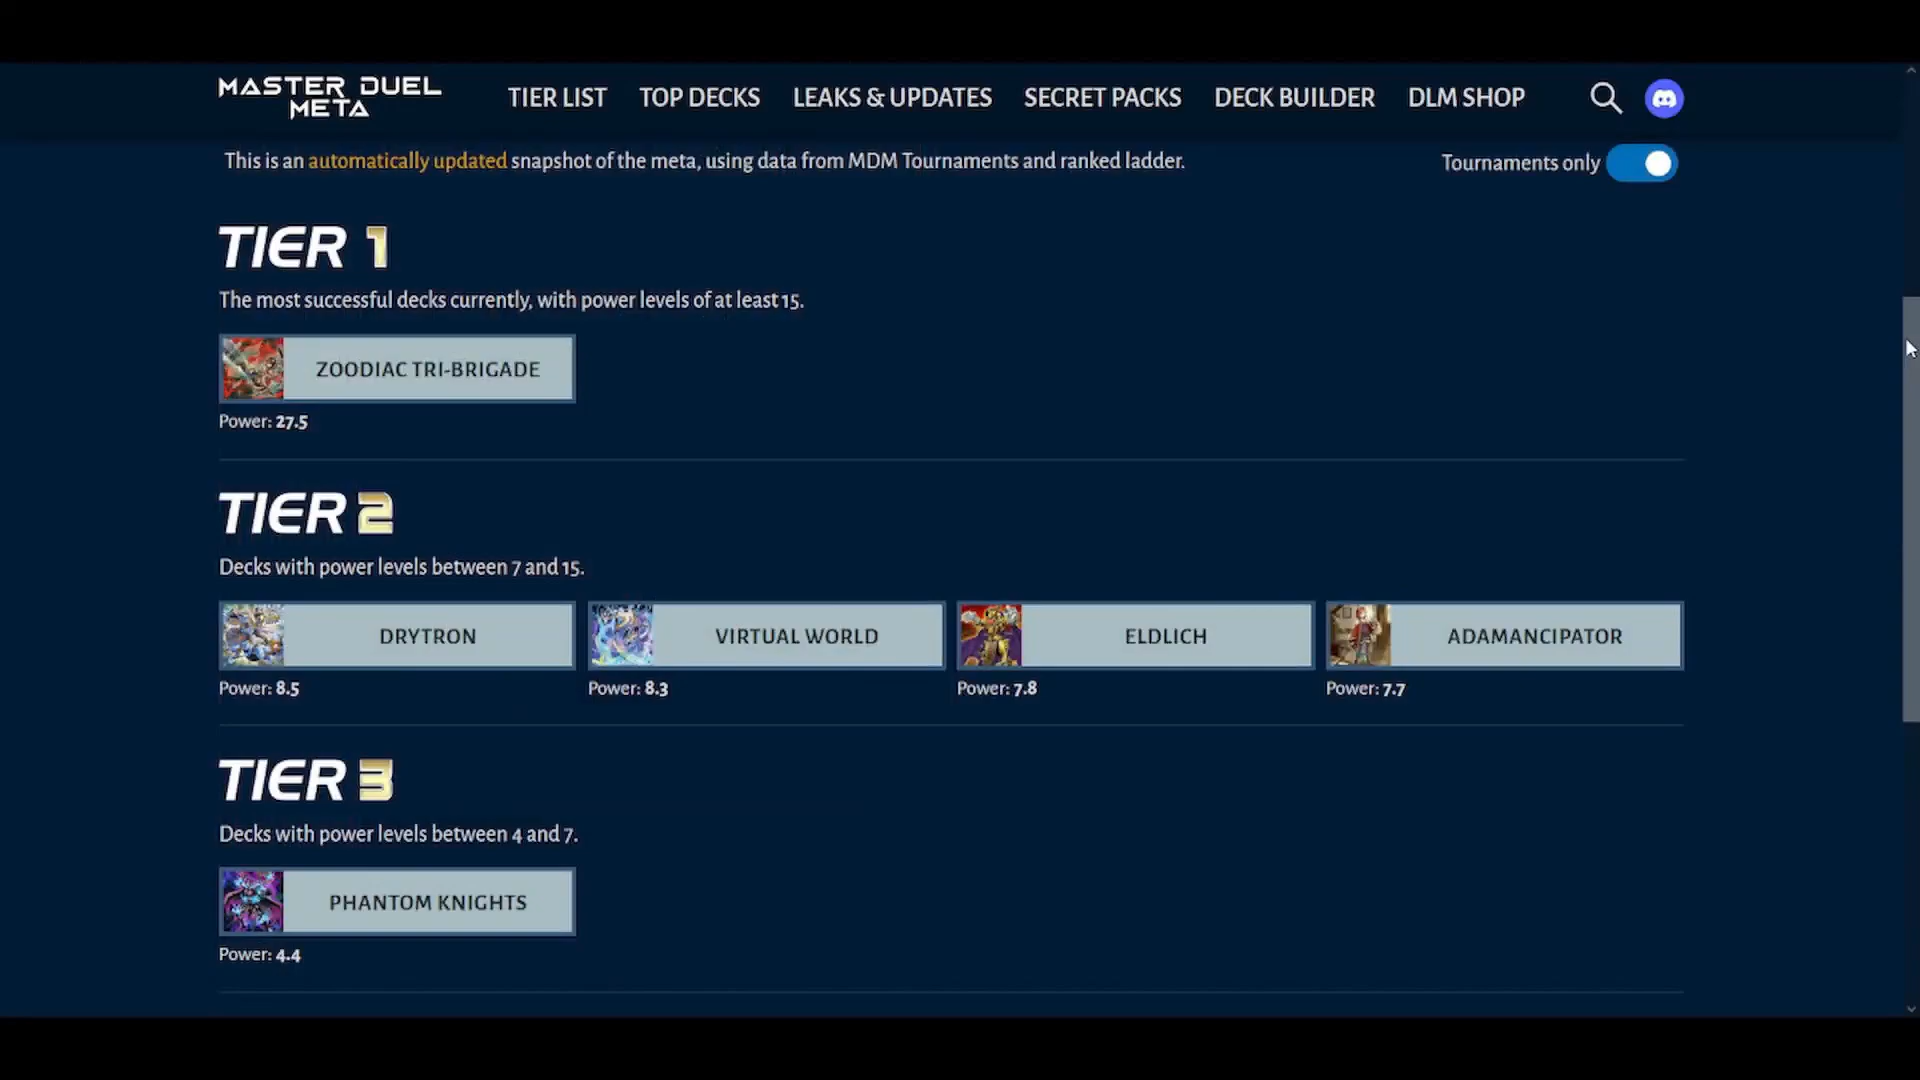 MASTER DUEL
META
TIER LIST
TOP DECKS
LEAKS & UPDATES
SECRET PACKS
DECK BUILDER
DLM SHOP
This is an automatically updated snapshot of the meta, using data from MDM Tournaments and ranked ladder.
Tournaments only
TIER 1
The most successful decks currently, with power levels of at least 15.
ZOODIAC TRI-BRIGADE
Power: 27.5
TIER 2
Decks with power levels between 7 and 15.
DRYTRON
VIRTUAL WORLD
ELDLICH
ADAMANCIPATOR
Power: 8.5
Power: 8.3
Power: 7.8
Power: 7.7
TIER 3
Decks with power levels between 4 and 7.
PHANTOM KNIGHTS
Power: 4.4